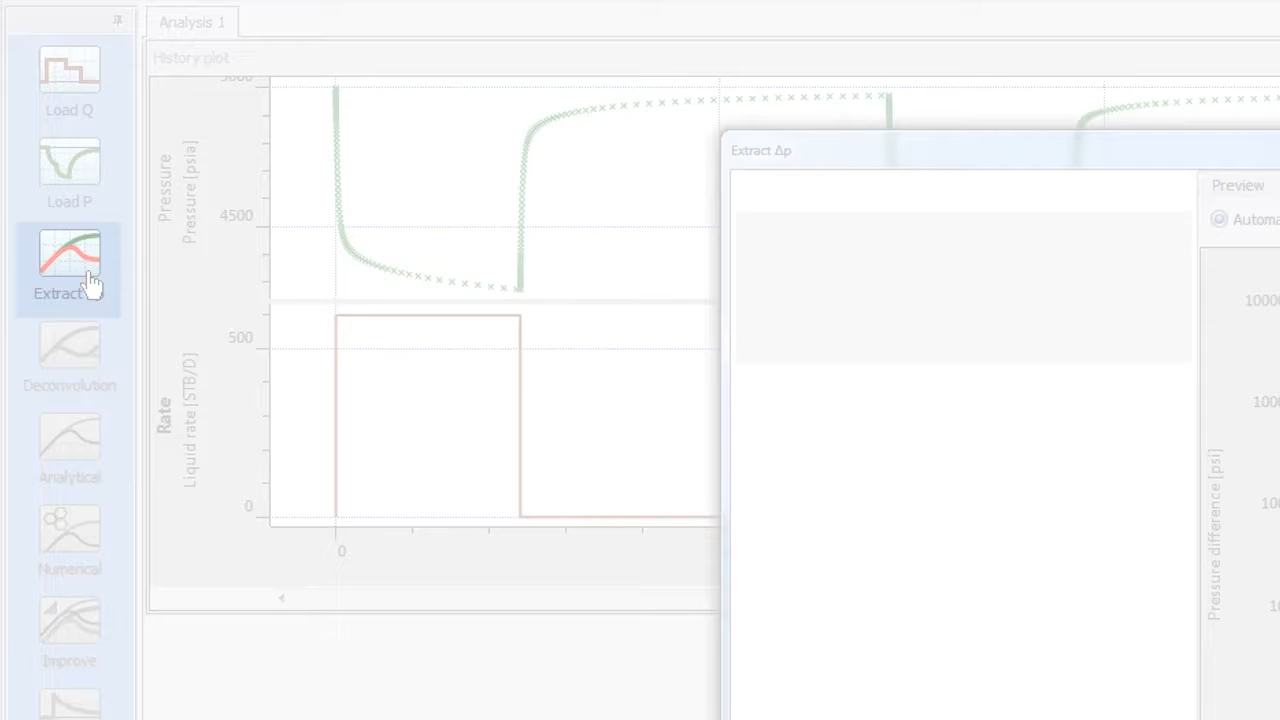 Analysis 1
History plot
Load Q
Load P
Extract
Deconvolution
Analytical
Numerical
Improve
Pressure
Pressure [psia]
4500
Rate
Liquid rate [STB/D]
500
0
0
Extract Δp
Preview
Pressure difference [psi]